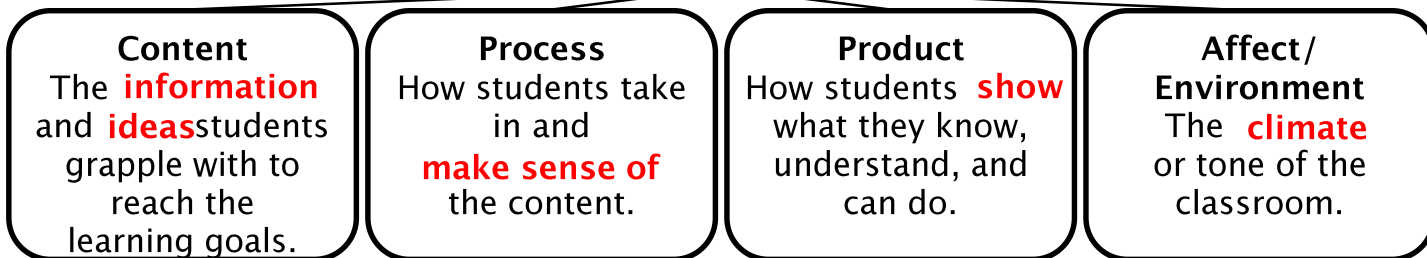 Content
The information
and ideasstudents
grapple with to
reach the
learning goals.
Process
How students take
in and
make sense of
the content.
Product
How students show
what they know,
understand, and
can do.
Affect/
Environment
The climate
or tone of the
classroom.